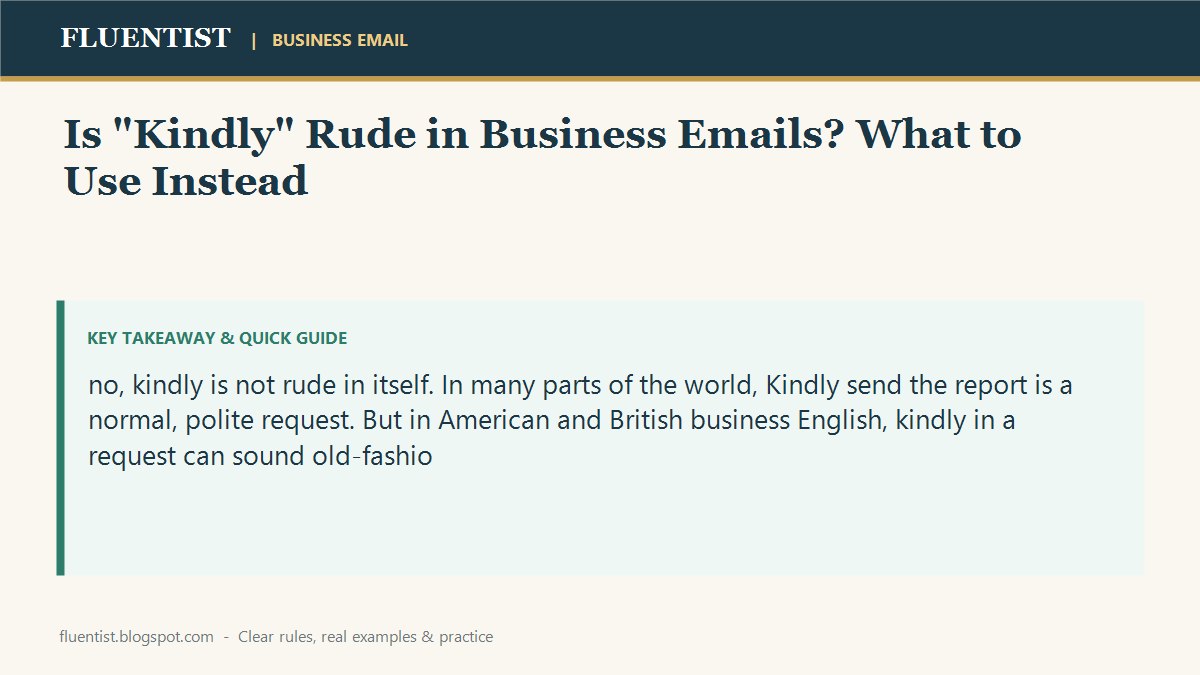 FLUENTIST | BUSINESS EMAIL
Is "Kindly" Rude in Business Emails? What to
Use Instead
KEY TAKEAWAY & QUICK GUIDE
no, kindly is not rude in itself. In many parts of the world, Kindly send the report is a
normal, polite request. But in American and British business English, kindly in a
request can sound old-fashio
fluentist.blogspot.com - Clear rules, real examples & practice